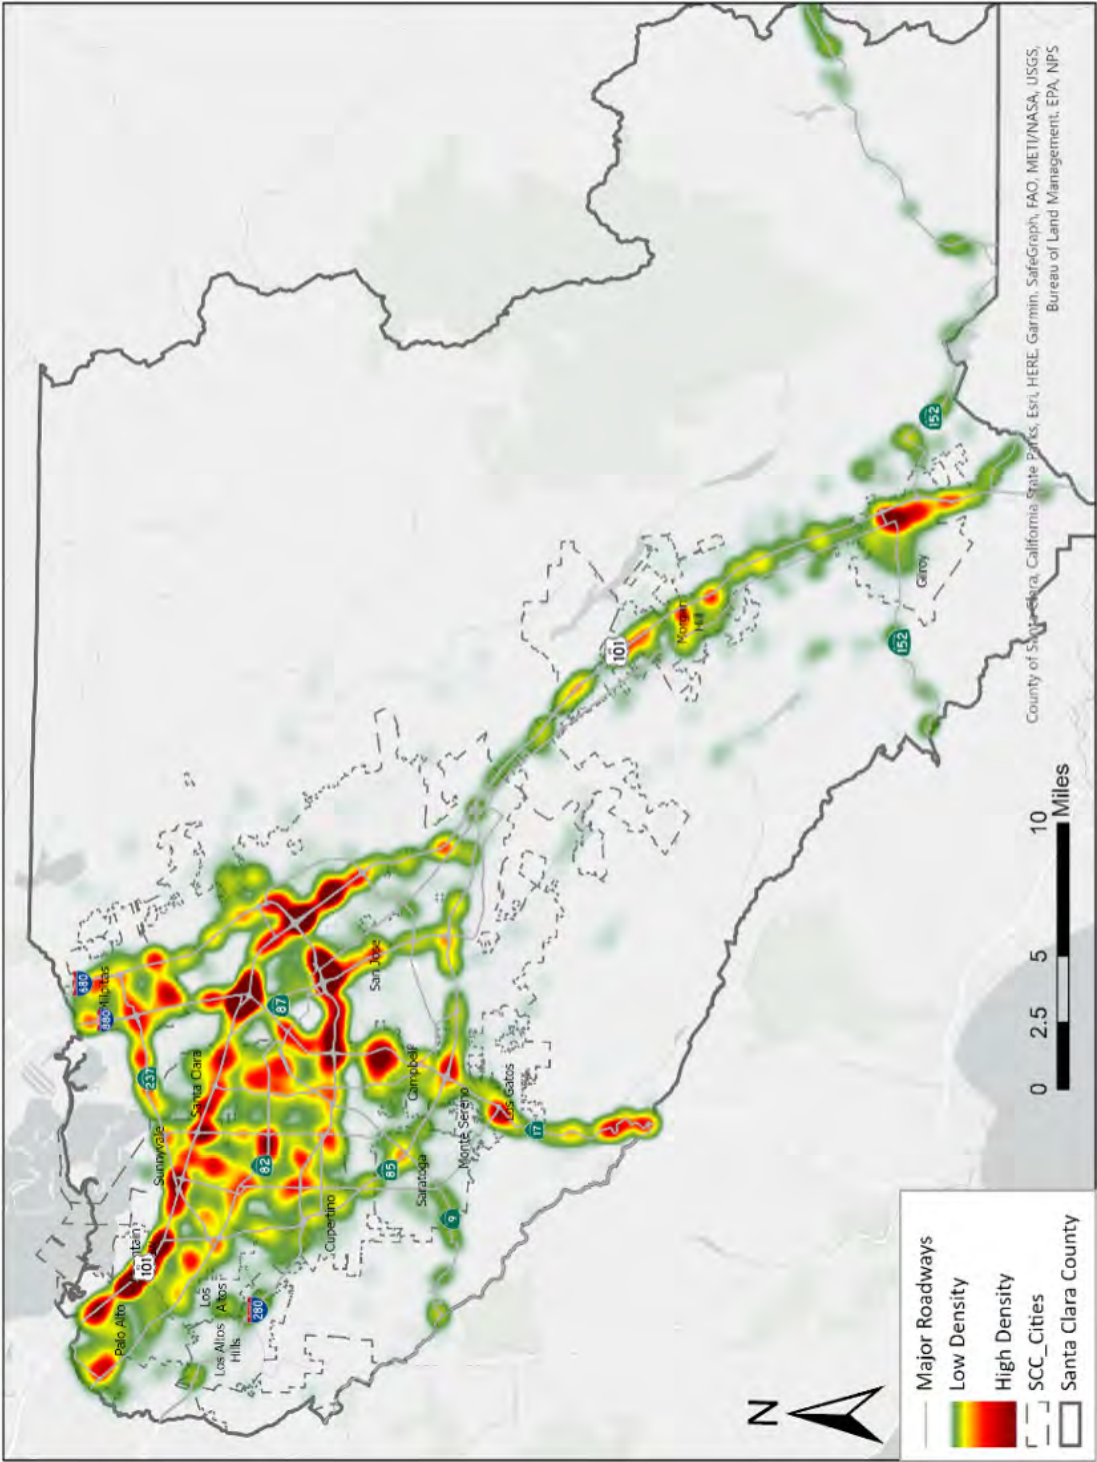 680
Milpitas
880
237
Santa Clara
87
Sunnyvale
San Jose
82
Mountain
101
Palo Alto
Los
Altos
Los Altos
Hills
280
Cupertino
Campbell
85
Saratoga
Monte Sereno
Los Gatos
17
9
101
Morgan
Hill
152
Gilroy
152
County of Santa Clara, California State Parks, Esri, HERE, Garmin, SafeGraph, FAO, METI/NASA, USGS,
Bureau of Land Management, EPA, NPS
N
0 2.5 5 10
Miles
Major Roadways
Low Density
High Density
SCC_Cities
Santa Clara County